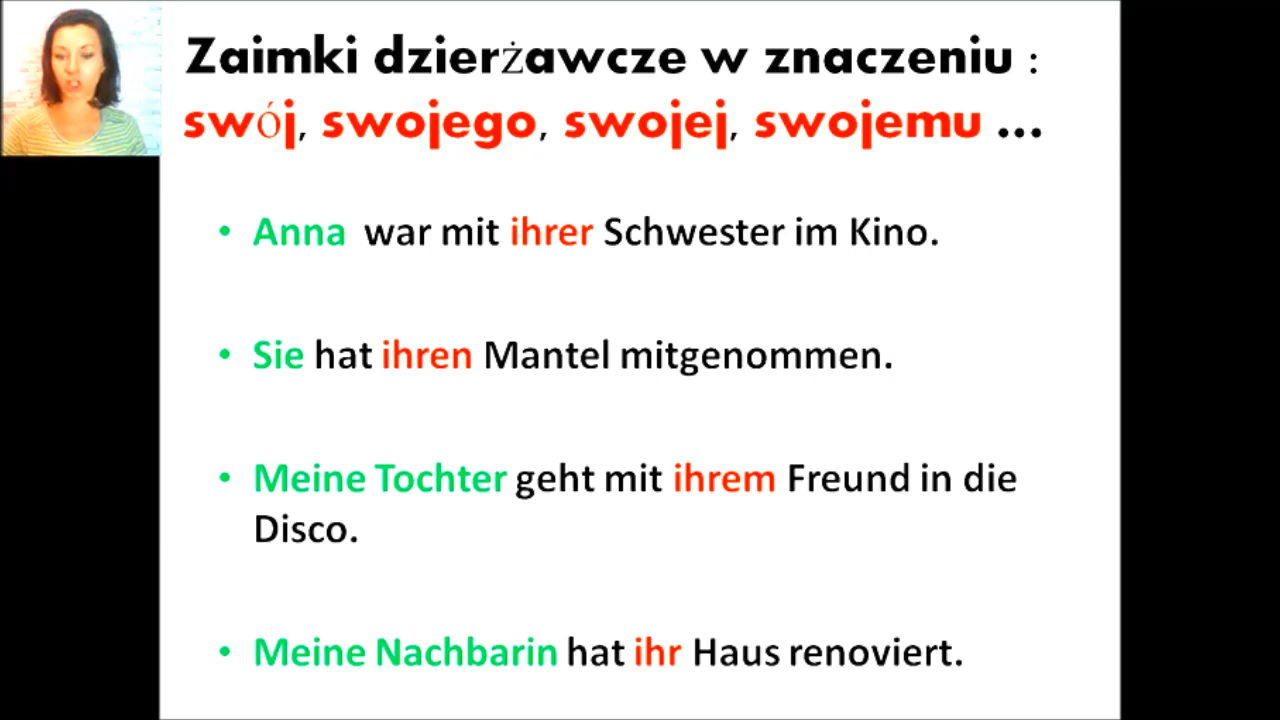 Zaimki dzierżawcze w znaczeniu :
swój, swojego, swojej, swojemu ...
• Anna war mit ihrer Schwester im Kino.
• Sie hat ihren Mantel mitgenommen.
• Meine Tochter geht mit ihrem Freund in die
Disco.
• Meine Nachbarin hat ihr Haus renoviert.